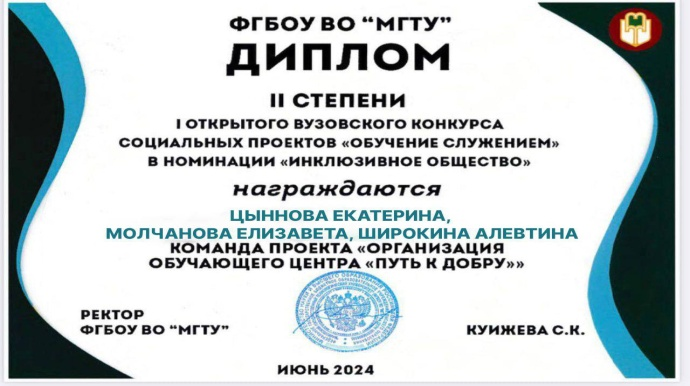 ФГБОУ ВО “МГТУ”
ДИПЛОМ
II СТЕПЕНИ
I ОТКРЫТОГО ВУЗОВСКОГО КОНКУРСА
СОЦИАЛЬНЫХ ПРОЕКТОВ «ОБУЧЕНИЕ СЛУЖЕНИЕМ»
В НОМИНАЦИИ «ИНКЛЮЗИВНОЕ ОБЩЕСТВО»
награждаются
ЦЫННОВА ЕКАТЕРИНА,
МОЛЧАНОВА ЕЛИЗАВЕТА, ШИРОКИНА АЛЕВТИНА
КОМАНДА ПРОЕКТА «ОРГАНИЗАЦИЯ
ОБУЧАЮЩЕГО ЦЕНТРА «ПУТЬ К ДОБРУ»»
РЕКТОР
ФГБОУ ВО “МГТУ”
КУИЖЕВА С.К.
ИЮНЬ 2024